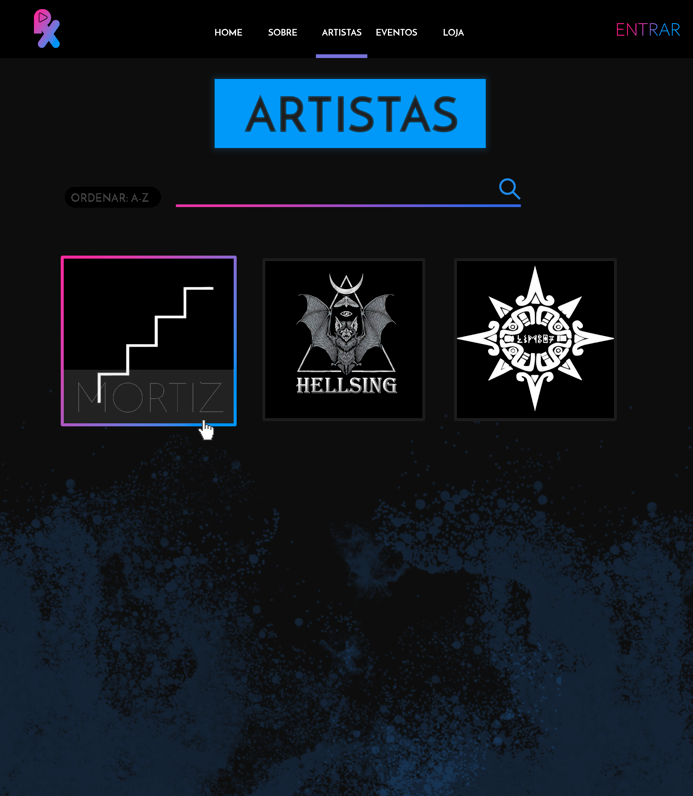 HOME SOBRE ARTISTAS EVENTOS LOJA
ENTRAR
ARTISTAS
ORDENAR: A-Z
MORTIZ
HELLSING